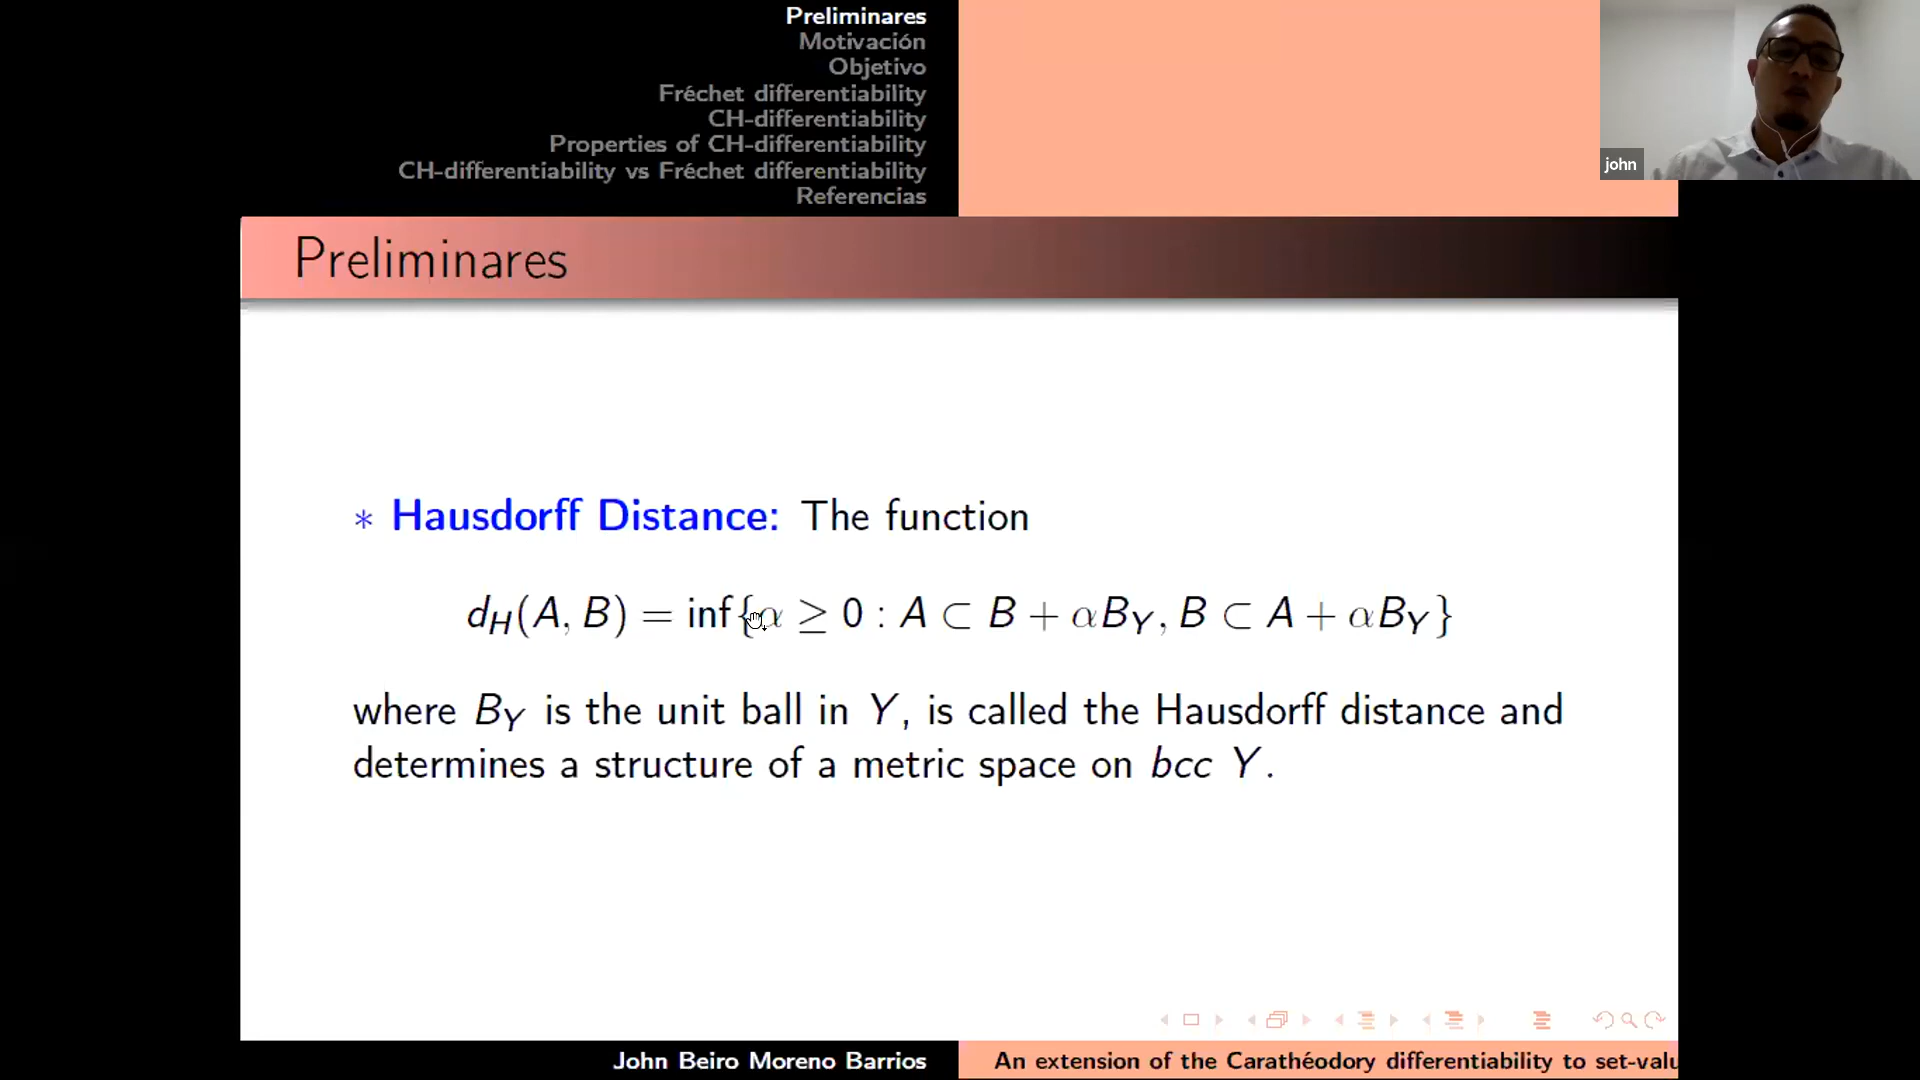 Preliminares
Motivación
Objetivo
Fréchet differentiability
CH-differentiability
Properties of CH-differentiability
CH-differentiability vs Fréchet differentiability
Referencias
john
Preliminares
* Hausdorff Distance: The function
d_H(A, B) = inf{α ≥ 0 : A ⊂ B + αB_Y, B ⊂ A + αB_Y}
where B_Y is the unit ball in Y, is called the Hausdorff distance and
determines a structure of a metric space on bcc Y.
John Beiro Moreno Barrios
An extension of the Carathéodory differentiability to set-valu